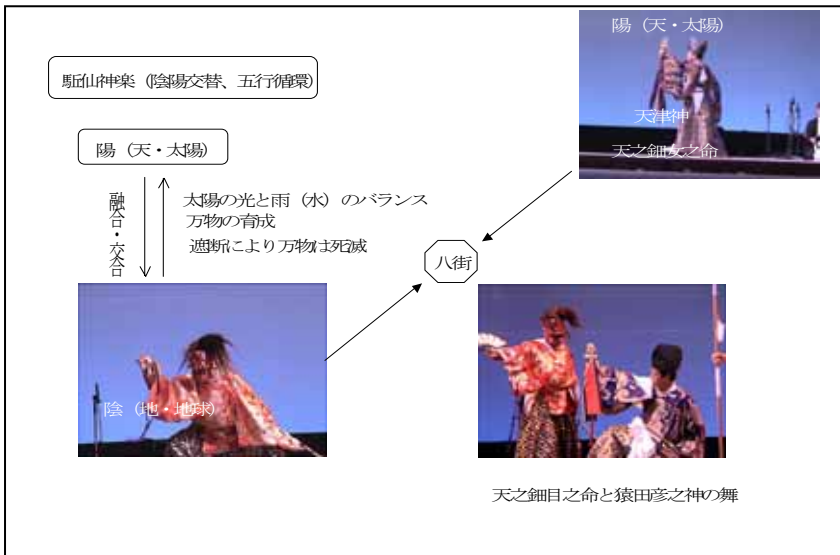 駈仙神楽（陰陽交替、五行循環）
陽（天・太陽）
融合・交合
太陽の光と雨（水）のバランス
万物の育成
遮断により万物は死滅
陰（地・地球）
八街
陽（天・太陽）
天津神
天之鈿女之命
天之鈿目之命と猿田彦之神の舞